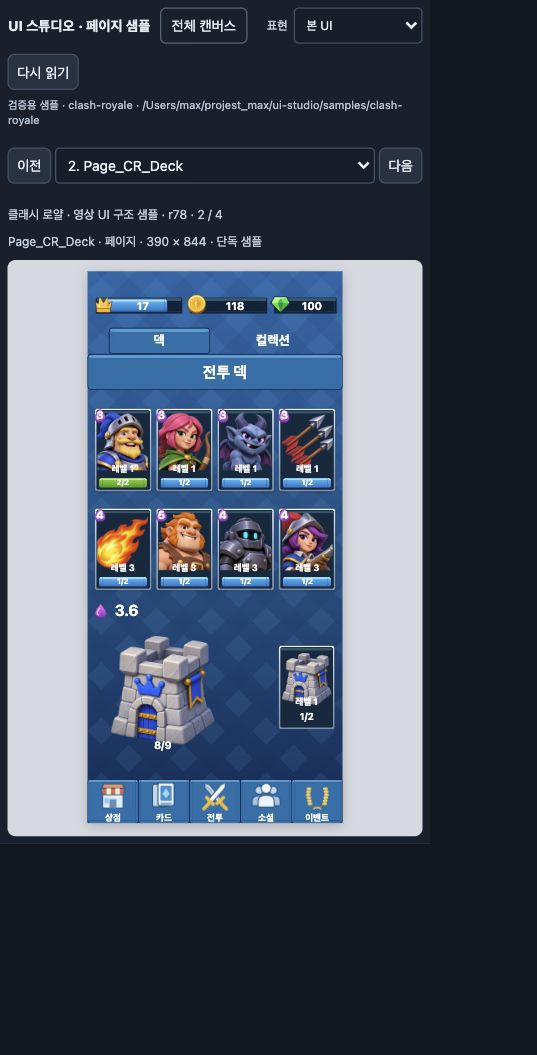 UI 스튜디오 · 페이지 샘플 전체 캔버스 표현 본 UI
다시 읽기
검증용 샘플 · clash-royale · /Users/max/projest_max/ui-studio/samples/clash-
royale
이전 2. Page_CR_Deck 다음
클래시 로얄 · 영상 UI 구조 샘플 · r78 · 2 / 4
Page_CR_Deck · 페이지 · 390 × 844 · 단독 샘플
17 118 100
덱 컬렉션
전투 덱
3 3 3 3
레벨 1 레벨 1 레벨 1 레벨 1
2/2 1/2 1/2 1/2
4 5 4 4
레벨 3 레벨 3 레벨 3 레벨 3
1/2 1/2 1/2 1/2
3.6
레벨 1
1/2
8/9
상점 카드 전투 소셜 이벤트